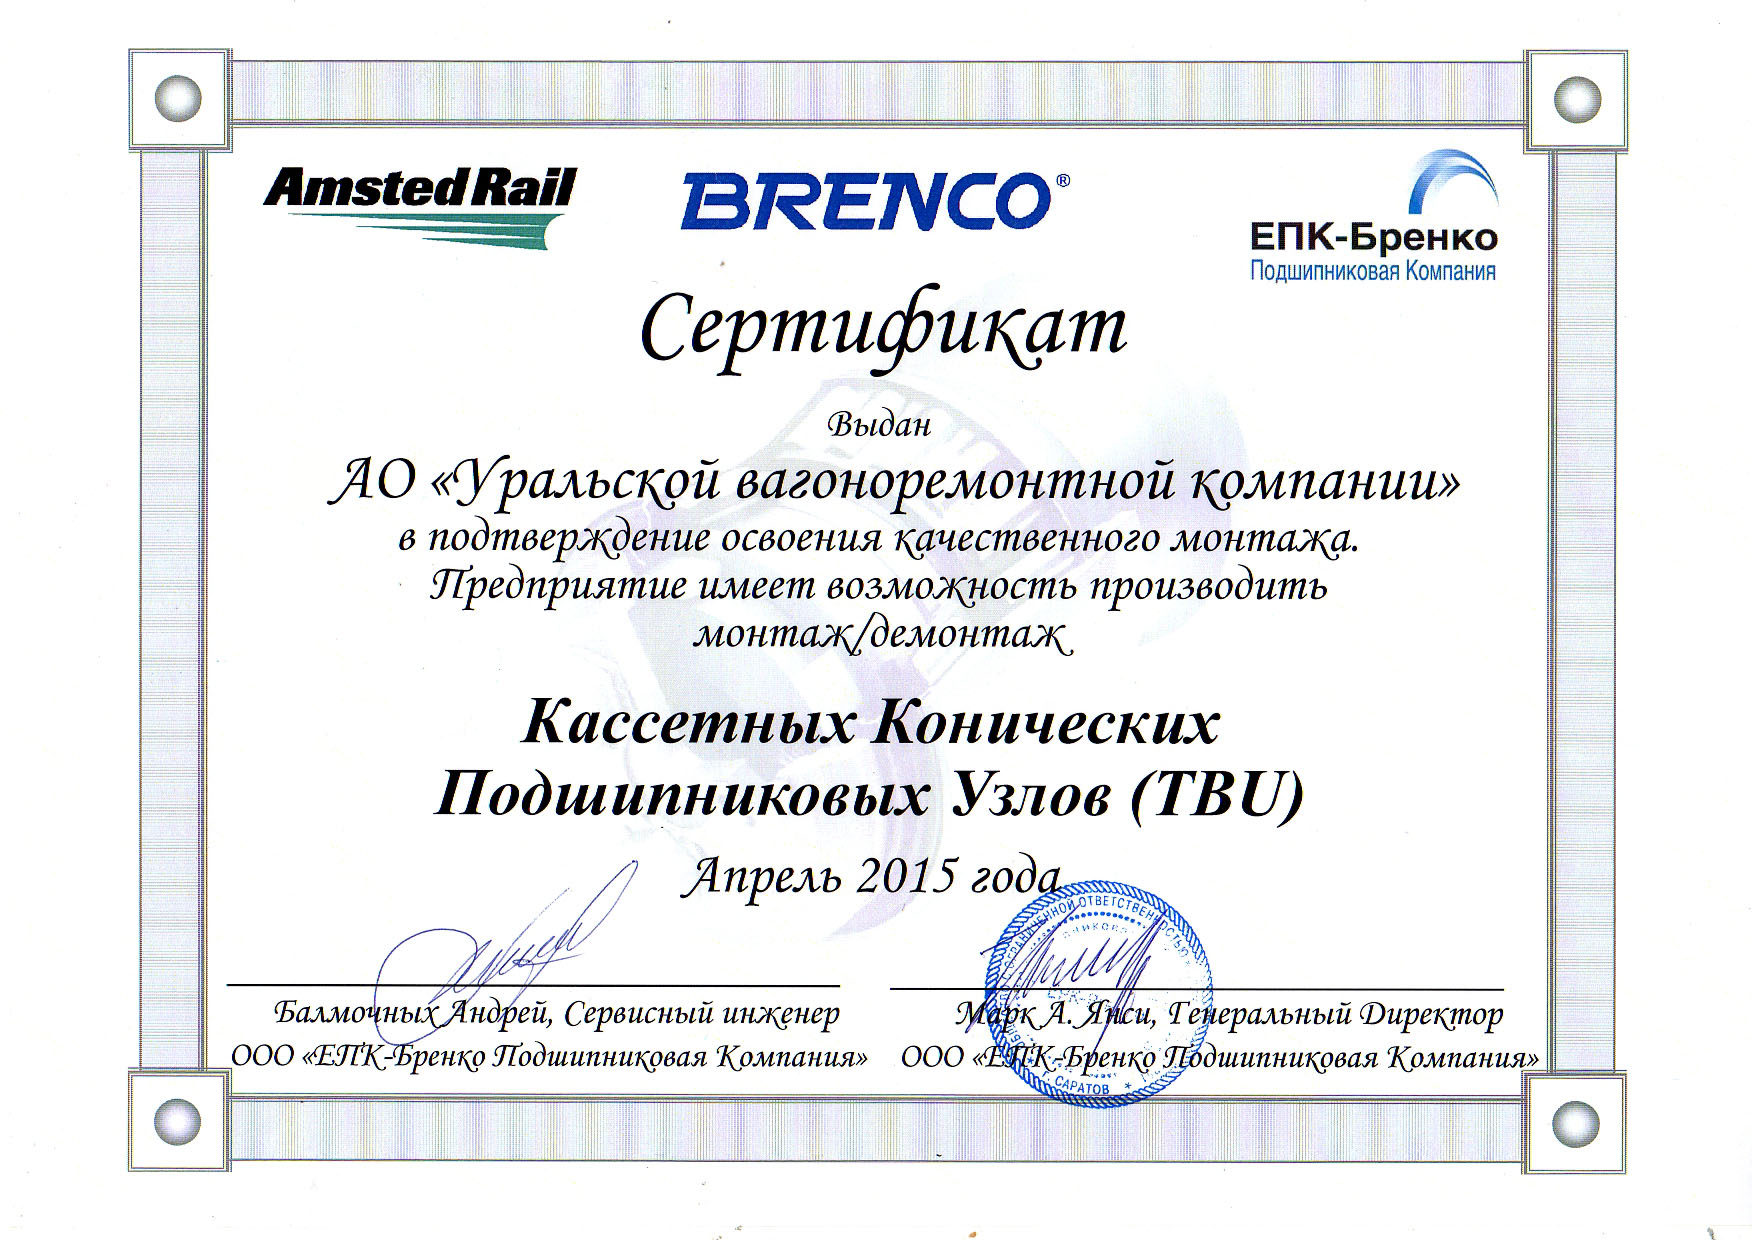 AmstedRail
BRENCO®
ЕПК-Бренко
Подшипниковая Компания
Сертификат
Выдан
АО «Уральской вагоноремонтной компании»
в подтверждение освоения качественного монтажа.
Предприятие имеет возможность производить
монтаж/демонтаж
Кассетных Конических
Подшипниковых Узлов (TBU)
Апрель 2015 года
Балмочных Андрей, Сервисный инженер
ООО «ЕПК-Бренко Подшипниковая Компания»
Марк А. Янси, Генеральный Директор
ООО «ЕПК-Бренко Подшипниковая Компания»
ОТВЕТСТВЕННОСТЬЮ
Г. САРАТОВ